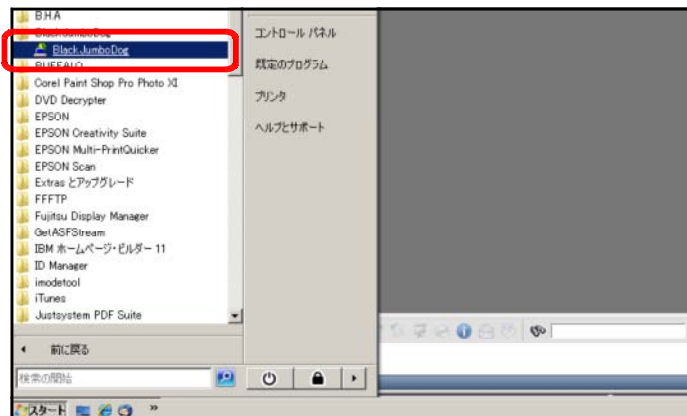 B.H.A
BlackJumboDog
BlackJumboDog
BUFFALO
Corel Paint Shop Pro Photo XI
DVD Decrypter
EPSON
EPSON Creativity Suite
EPSON Multi-PrintQuicker
EPSON Scan
Extras とアップグレード
FFFTP
Fujitsu Display Manager
GetASFStream
IBM ホームページ・ビルダー 11
ID Manager
imodetool
iTunes
Justsystem PDF Suite
前に戻る
検索の開始
コントロール パネル
既定のプログラム
プリンタ
ヘルプとサポート
スタート
»